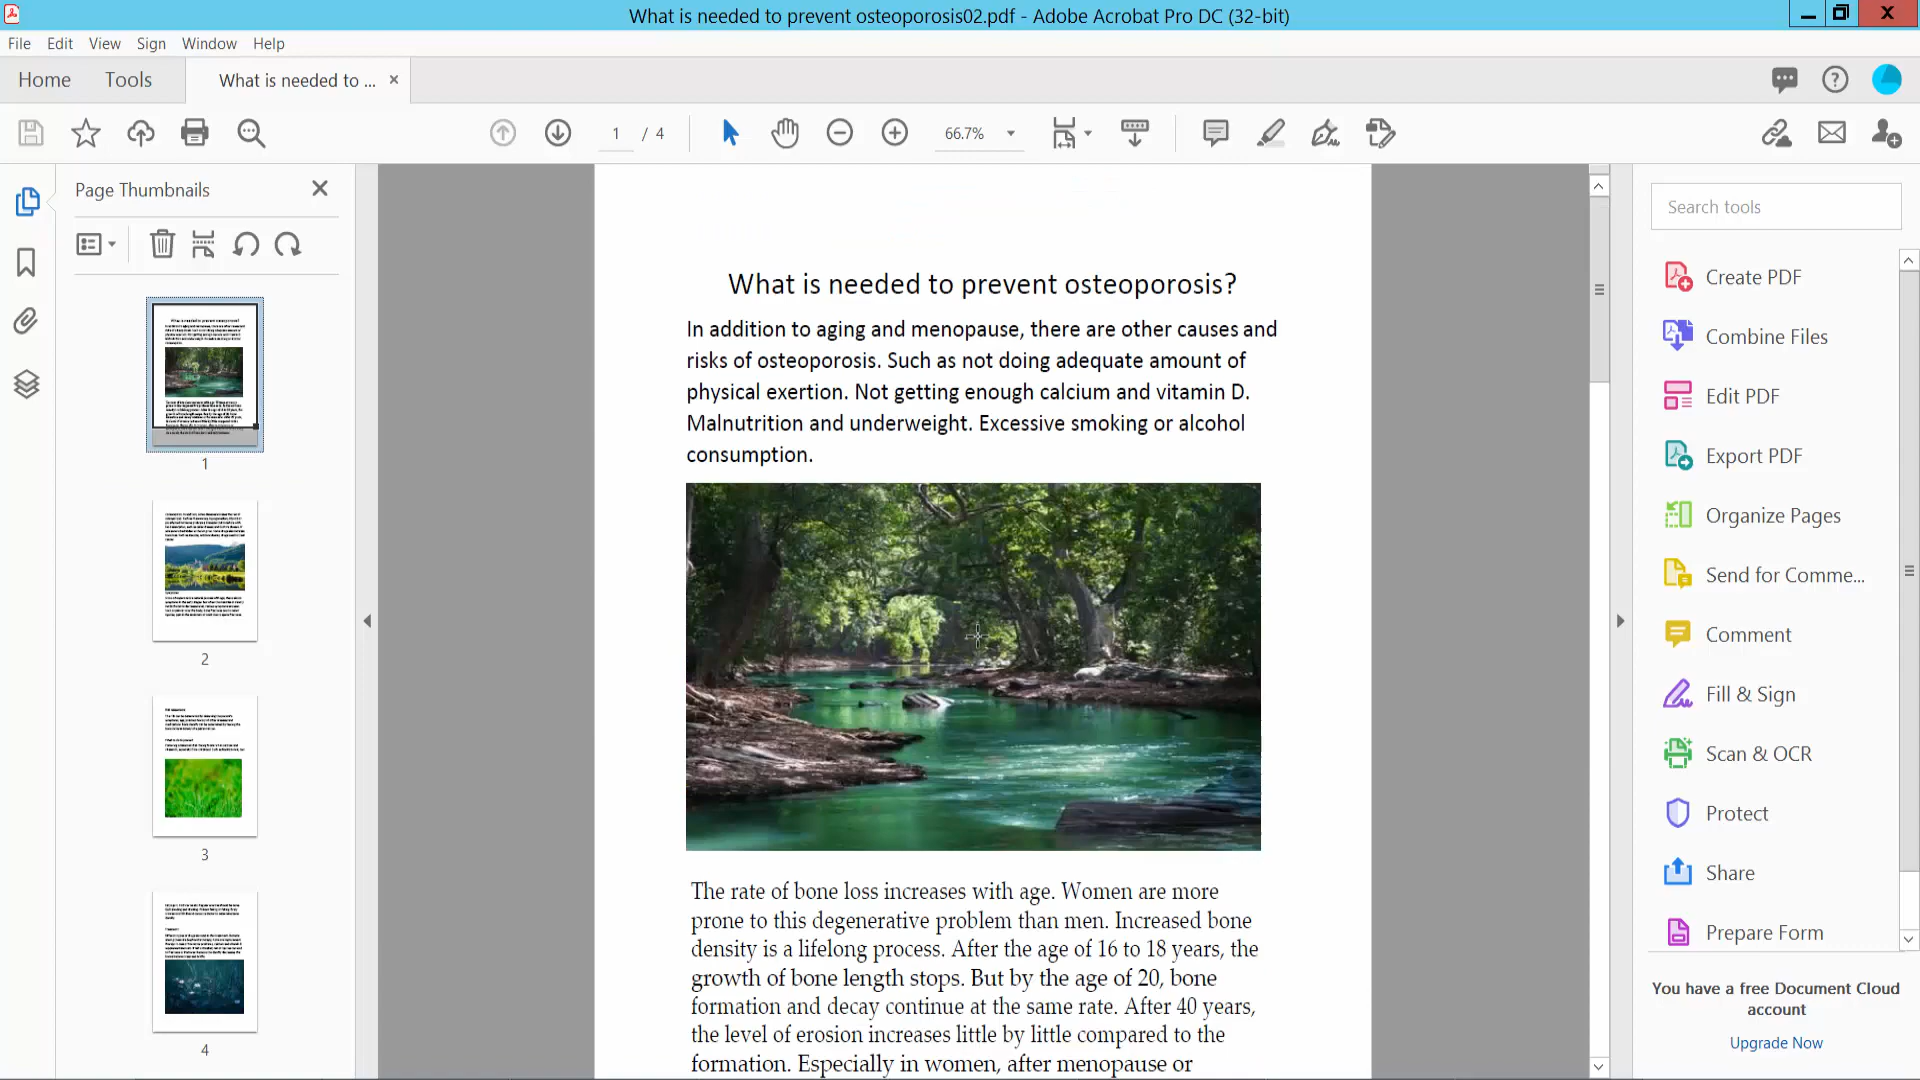 What is needed to prevent osteoporosis02.pdf - Adobe Acrobat Pro DC (32-bit)
File Edit View Sign Window Help
Home Tools What is needed to ...
1 / 4 66.7%
Page Thumbnails
1
2
3
4
What is needed to prevent osteoporosis?
In addition to aging and menopause, there are other causes and
risks of osteoporosis. Such as not doing adequate amount of
physical exertion. Not getting enough calcium and vitamin D.
Malnutrition and underweight. Excessive smoking or alcohol
consumption.
The rate of bone loss increases with age. Women are more
prone to this degenerative problem than men. Increased bone
density is a lifelong process. After the age of 16 to 18 years, the
growth of bone length stops. But by the age of 20, bone
formation and decay continue at the same rate. After 40 years,
the level of erosion increases little by little compared to the
formation. Especially in women, after menopause or
Search tools
Create PDF
Combine Files
Edit PDF
Export PDF
Organize Pages
Send for Comme...
Comment
Fill & Sign
Scan & OCR
Protect
Share
Prepare Form
You have a free Document Cloud
account
Upgrade Now